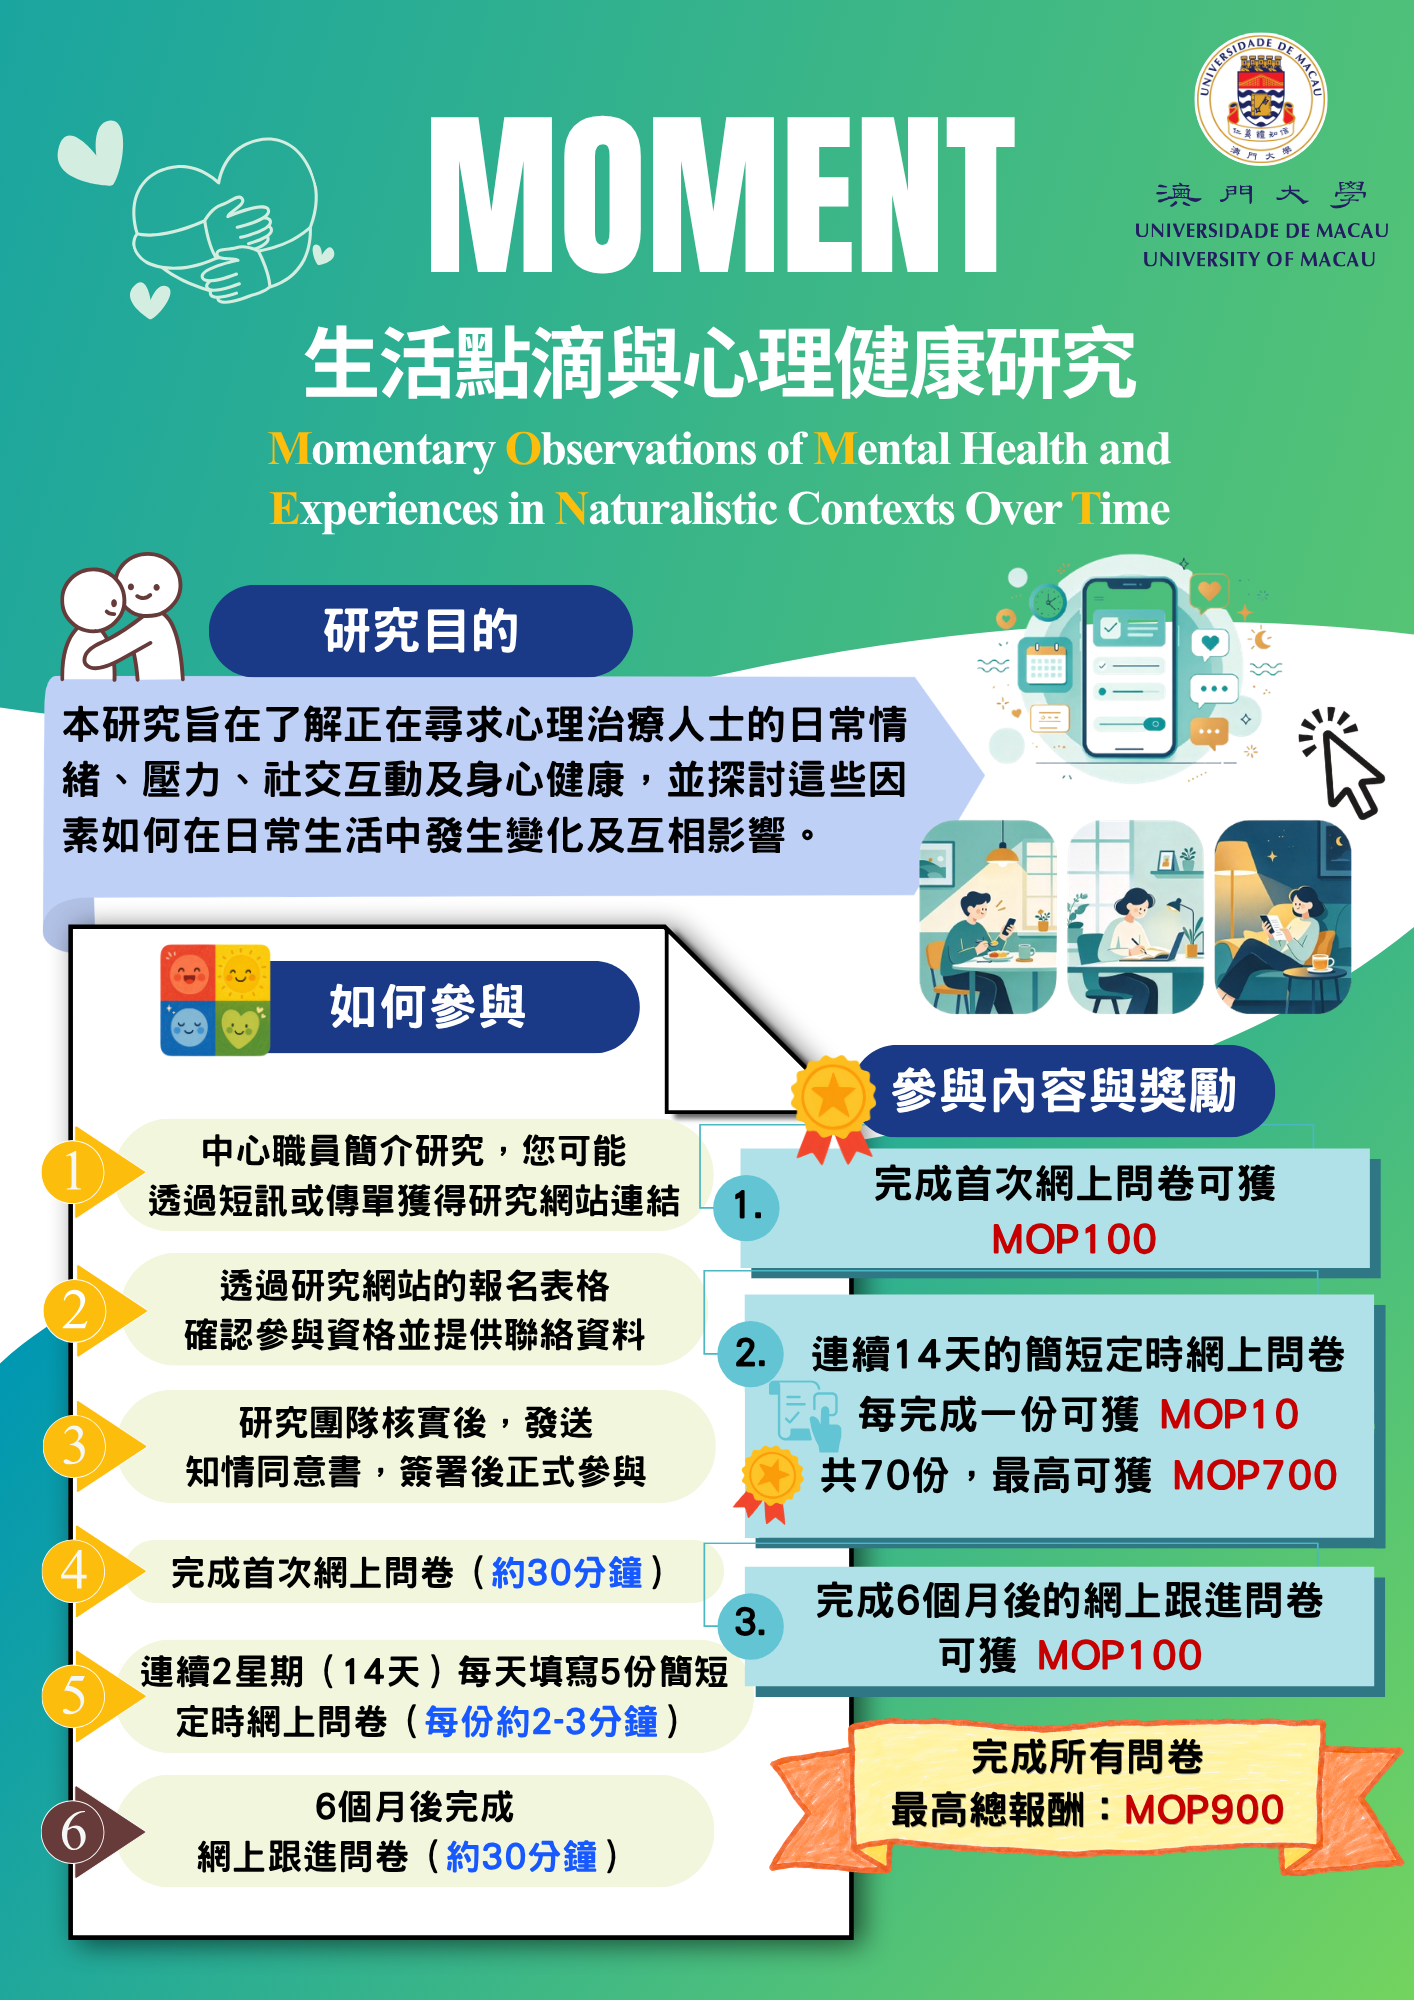 UNIVERSIDADE DE MACAU
仁義禮知信
澳門大學
澳門大學
UNIVERSIDADE DE MACAU
UNIVERSITY OF MACAU
MOMENT
生活點滴與心理健康研究
Momentary Observations of Mental Health and
Experiences in Naturalistic Contexts Over Time
研究目的
本研究旨在了解正在尋求心理治療人士的日常情
緒、壓力、社交互動及身心健康，並探討這些因
素如何在日常生活中發生變化及互相影響。
如何參與
1
中心職員簡介研究，您可能
透過短訊或傳單獲得研究網站連結
2
透過研究網站的報名表格
確認參與資格並提供聯絡資料
3
研究團隊核實後，發送
知情同意書，簽署後正式參與
4
完成首次網上問卷（約30分鐘）
5
連續2星期（14天）每天填寫5份簡短
定時網上問卷（每份約2-3分鐘）
6
6個月後完成
網上跟進問卷（約30分鐘）
參與內容與獎勵
1.
完成首次網上問卷可獲
MOP100
2.
連續14天的簡短定時網上問卷
每完成一份可獲 MOP10
共70份，最高可獲 MOP700
3.
完成6個月後的網上跟進問卷
可獲 MOP100
完成所有問卷
最高總報酬：MOP900